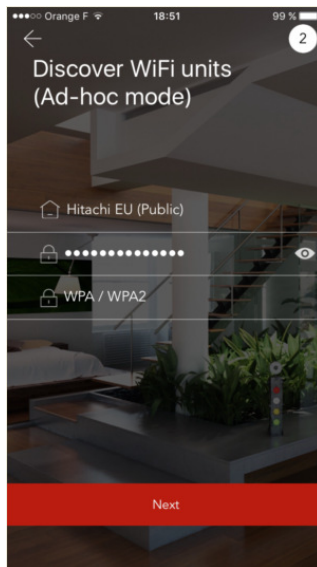 ●●●○○ Orange F 18:51 99 %
2
Discover WiFi units
(Ad-hoc mode)
Hitachi EU (Public)
●●●●●●●●●●●●●●
WPA / WPA2
Next